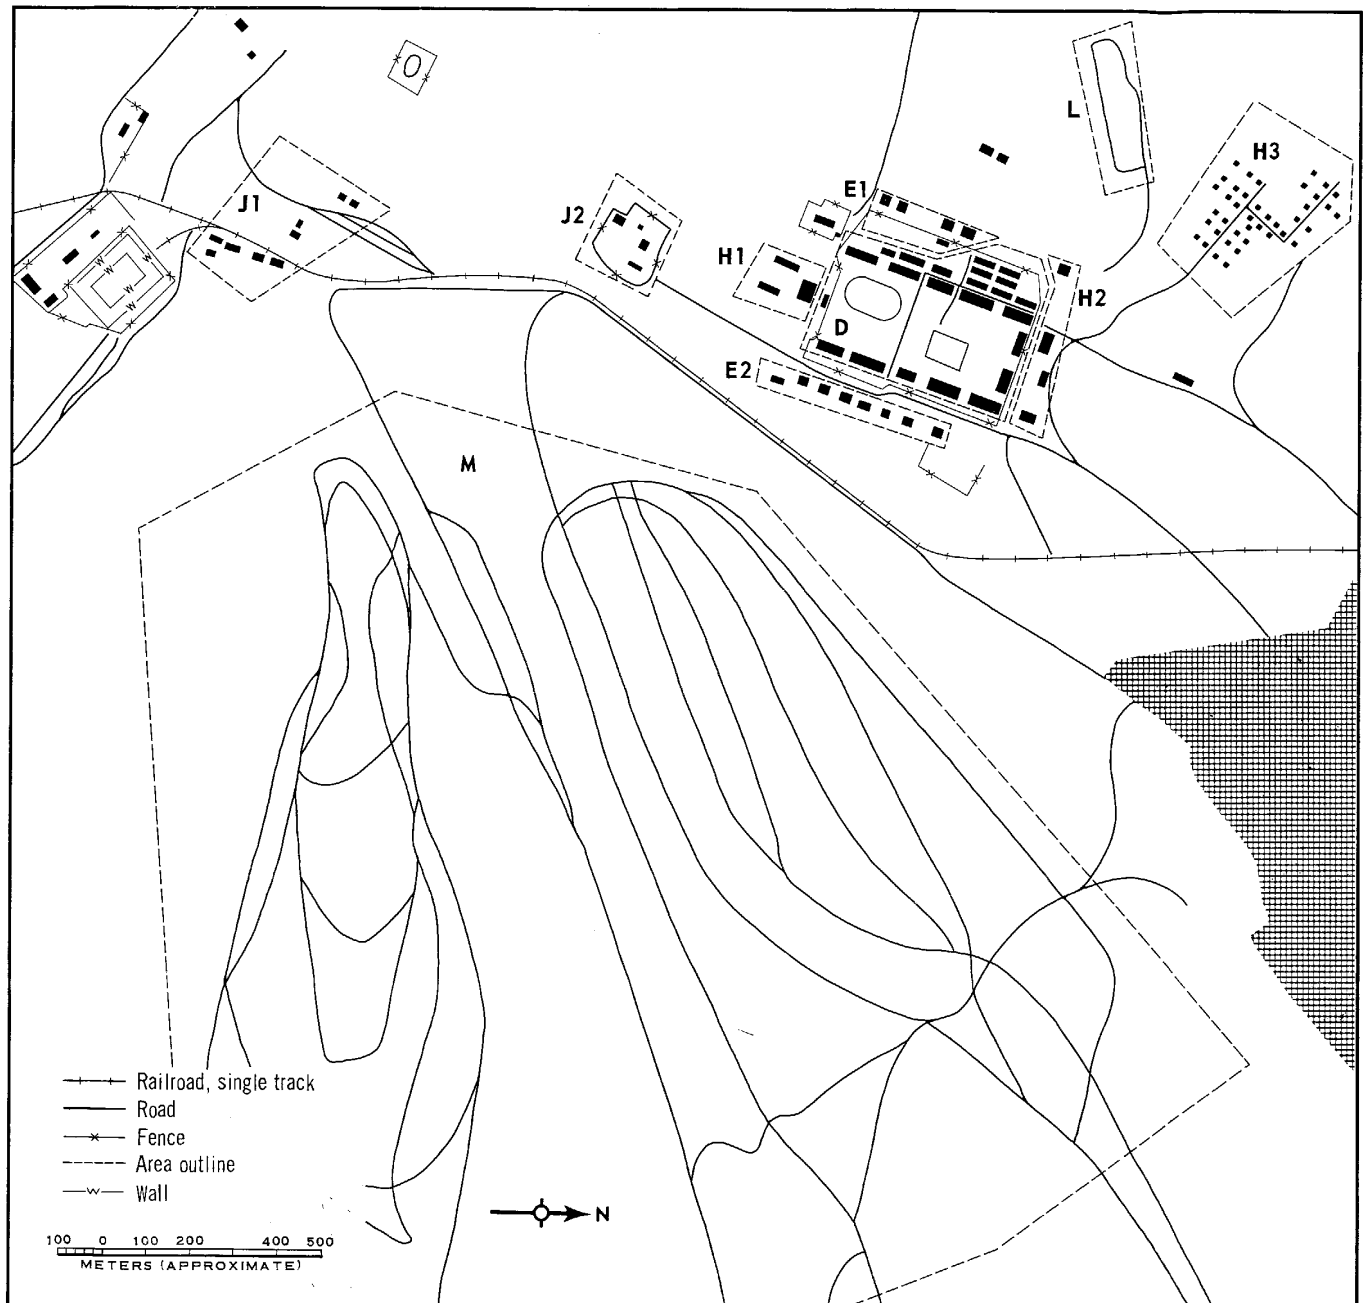 L
H3
E1
J1
J2
H1
H2
D
E2
M
W
W
W
W
Railroad, single track
Road
Fence
Area outline
W
Wall
N
100 0 100 200 400 500
METERS (APPROXIMATE)